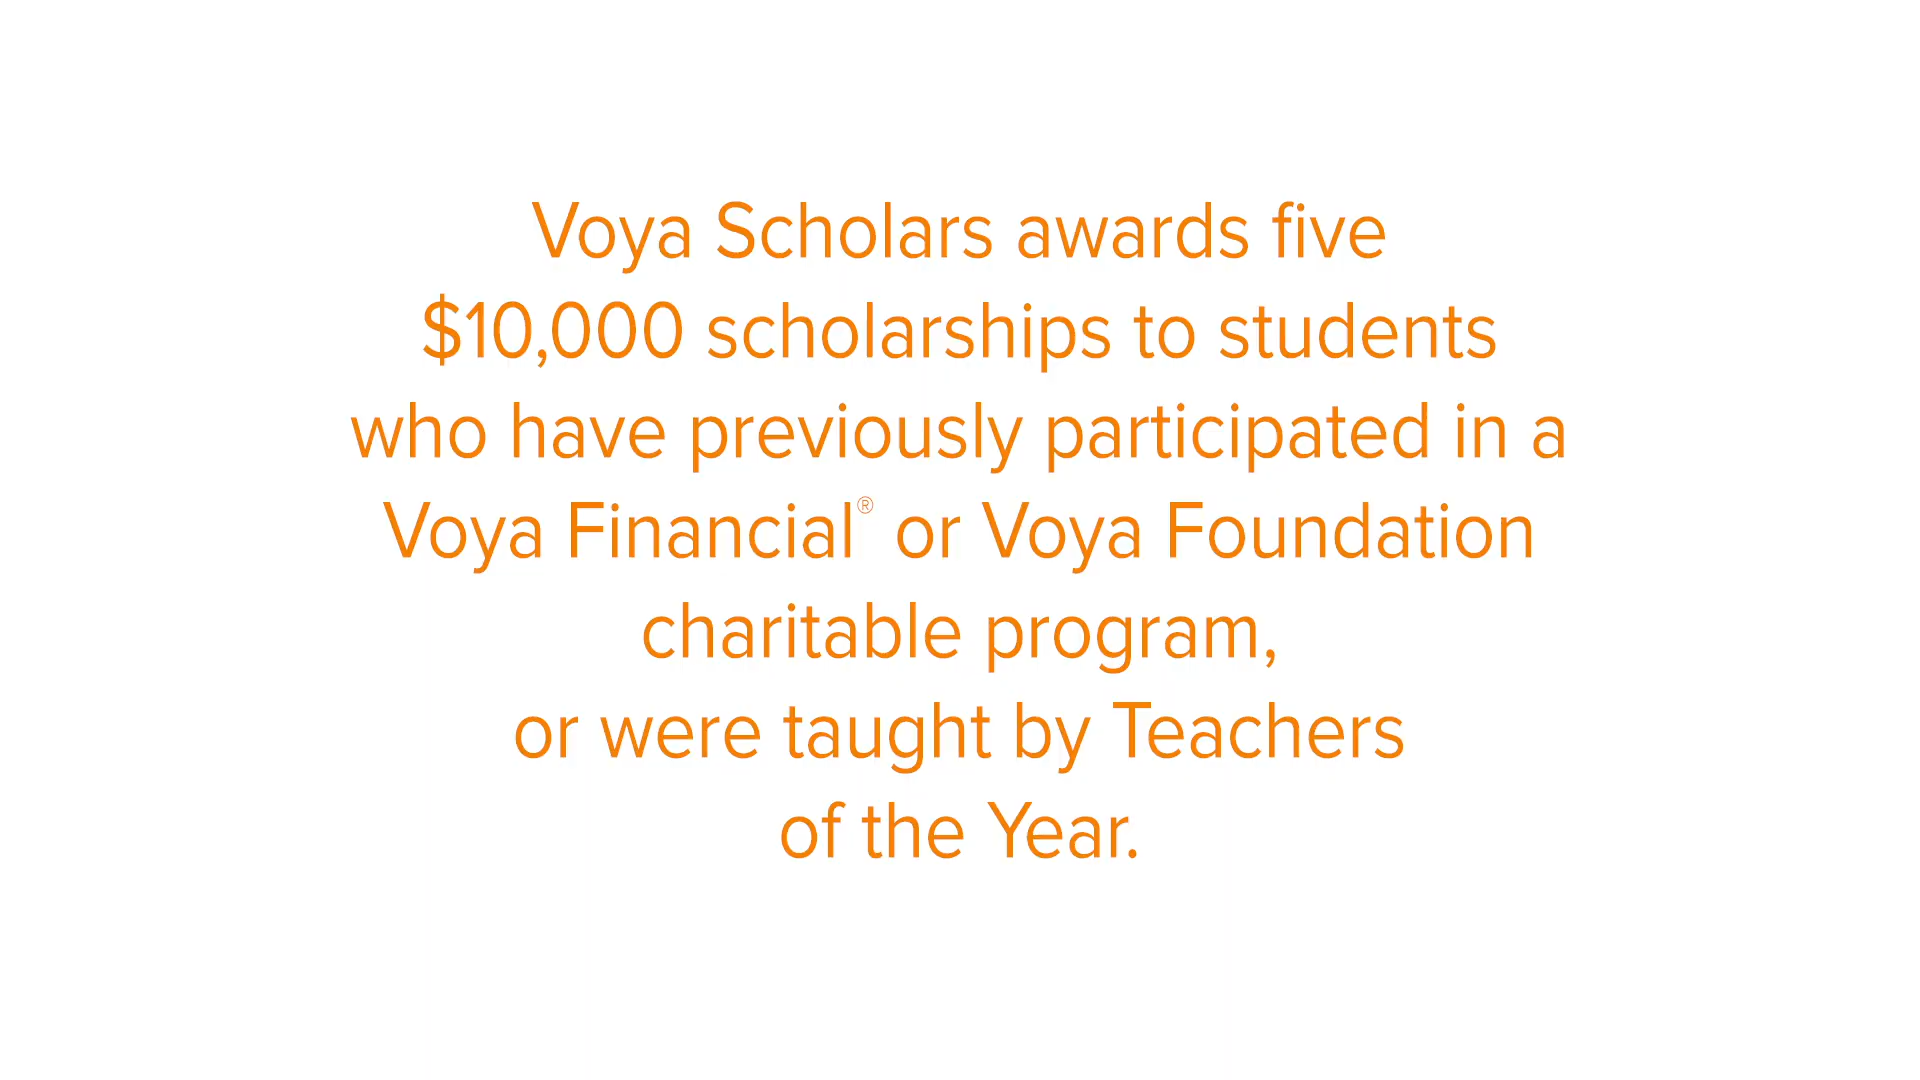 Voya Scholars awards five
$10,000 scholarships to students
who have previously participated in a
Voya Financial® or Voya Foundation
charitable program,
or were taught by Teachers
of the Year.